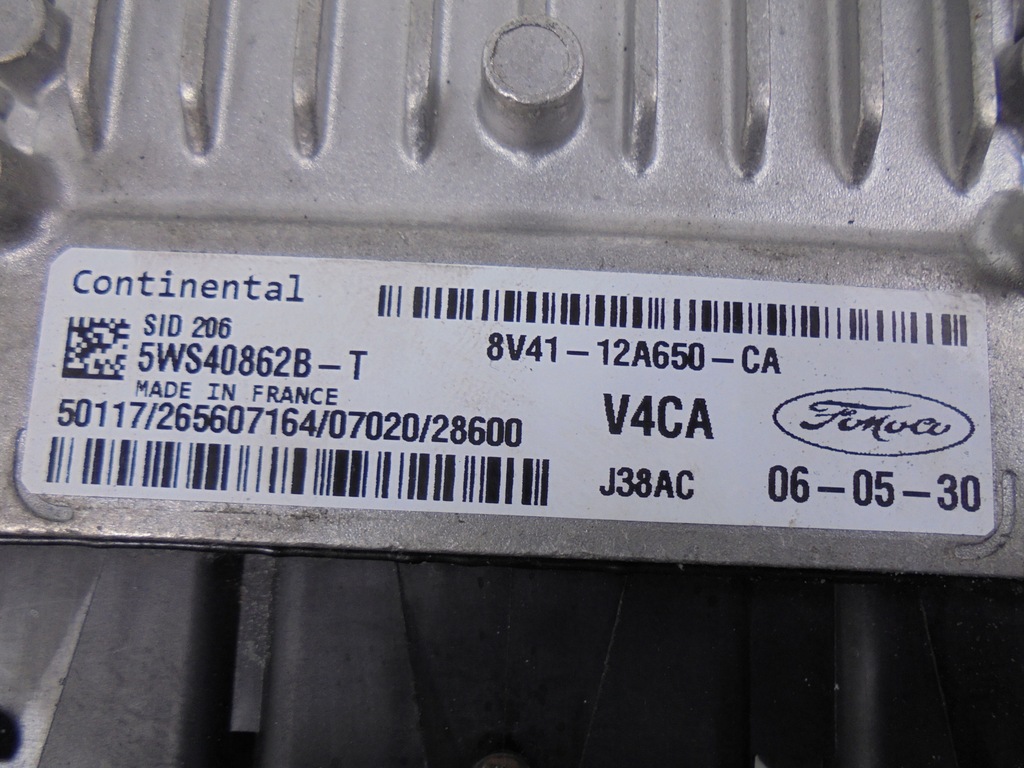 Continental
SID 206
5WS40862B-T
MADE IN FRANCE
50117/265607164/07020/28600
8V41-12A650-CA
V4CA
FoMoCo
J38AC
06-05-30